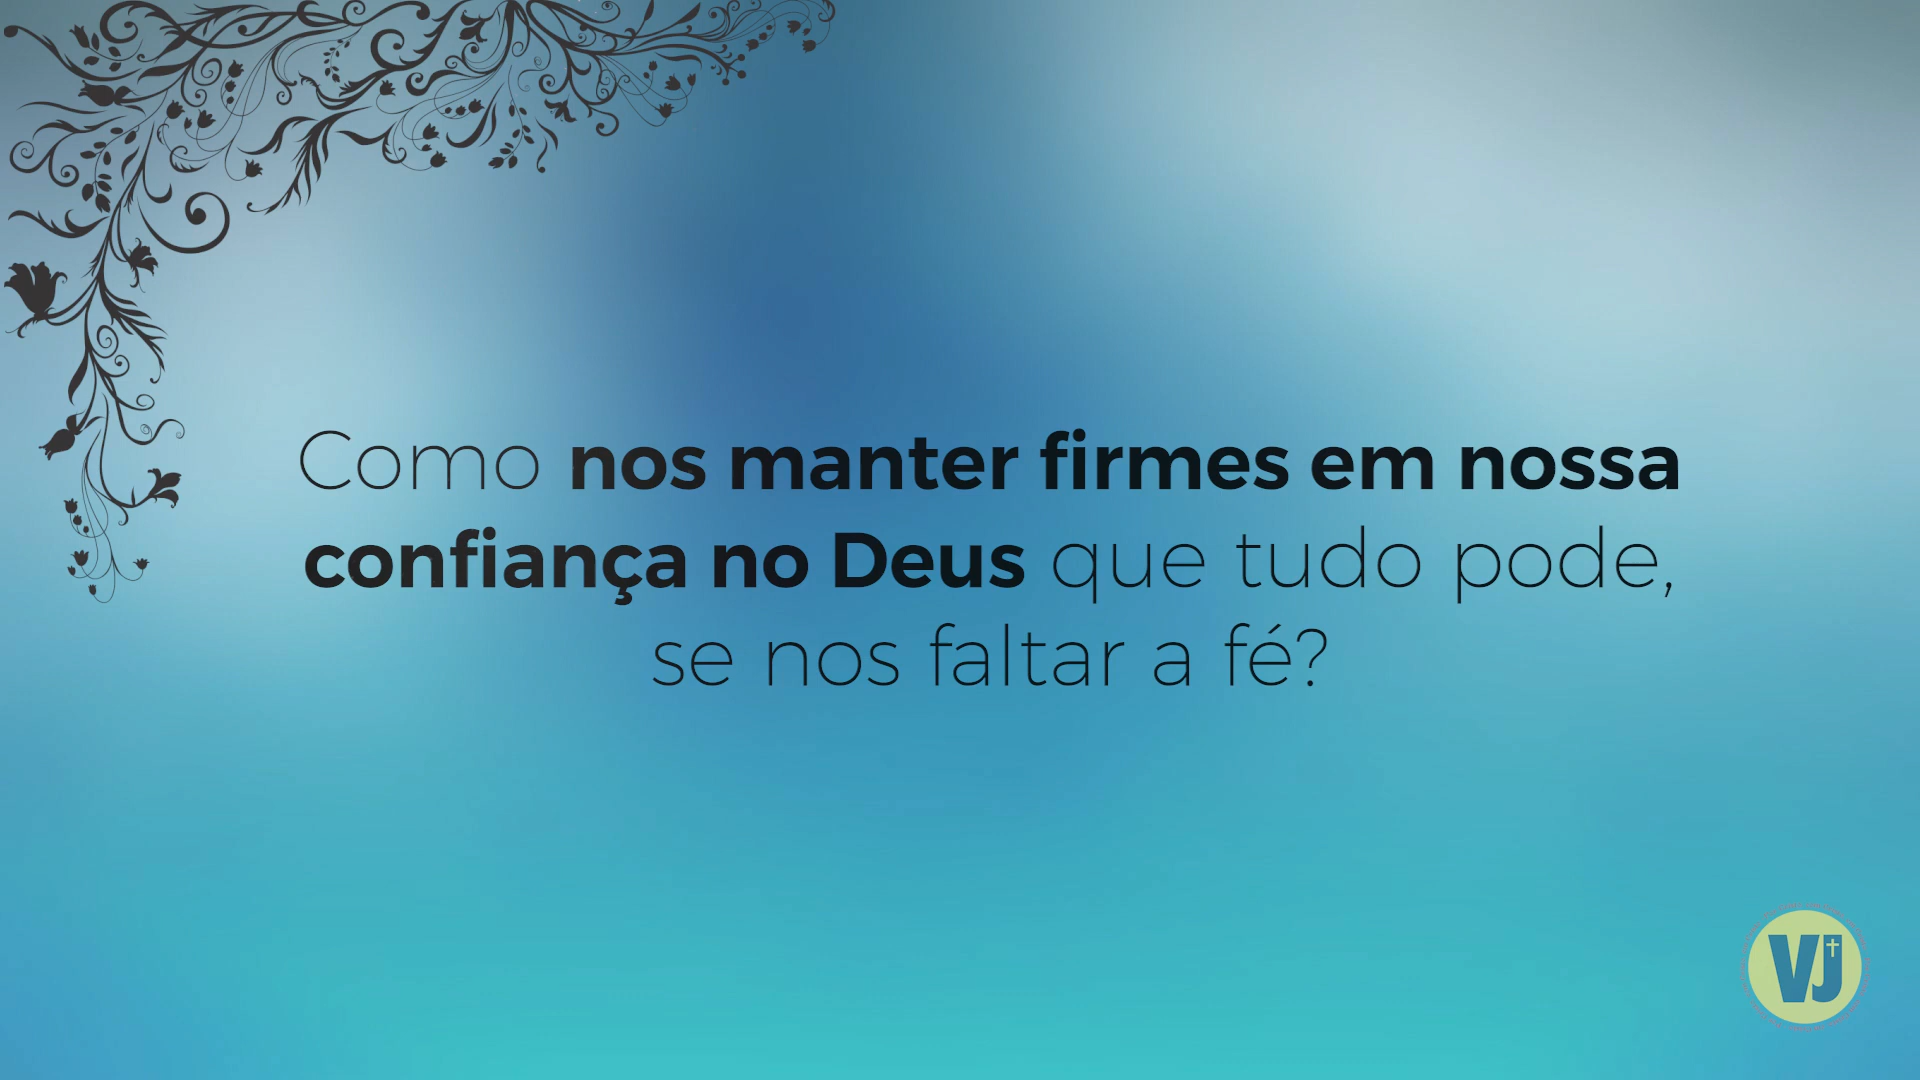 Como nos manter firmes em nossa
confiança no Deus que tudo pode,
se nos faltar a fé?
VJ